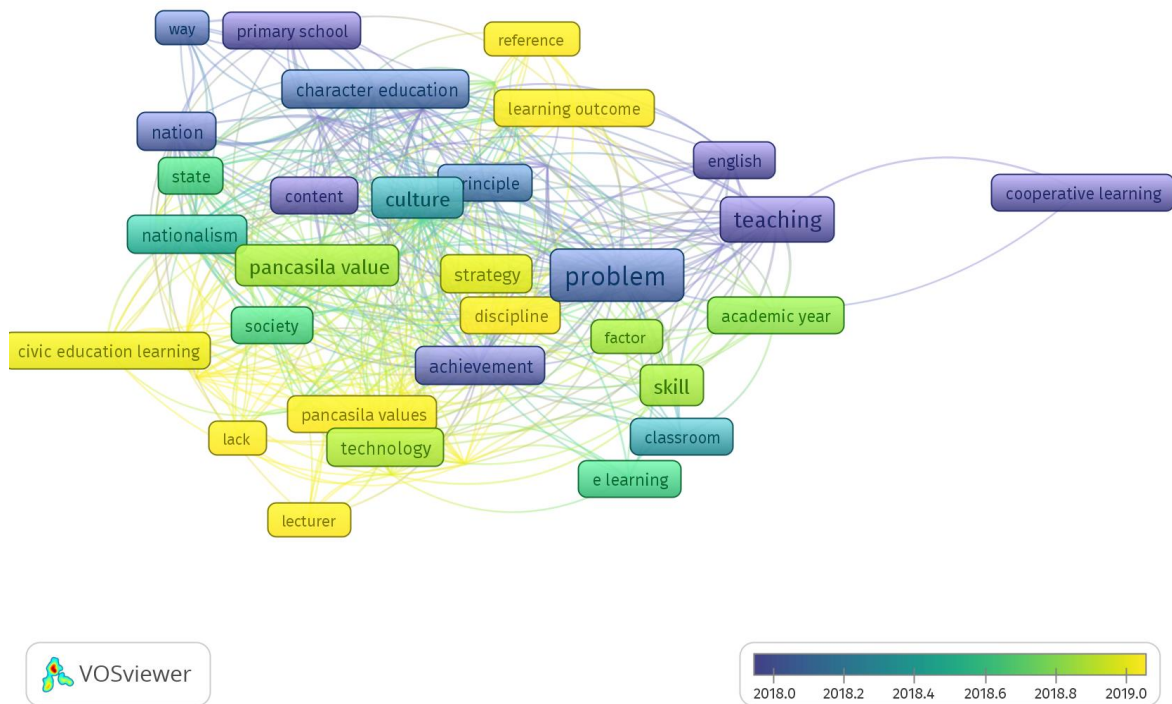 way
primary school
reference
character education
learning outcome
nation
english
state
principle
cooperative learning
content
culture
teaching
nationalism
pancasila value
strategy
problem
discipline
academic year
society
factor
civic education learning
achievement
skill
pancasila values
lack
technology
classroom
e learning
lecturer
VOSviewer
2018.0 2018.2 2018.4 2018.6 2018.8 2019.0